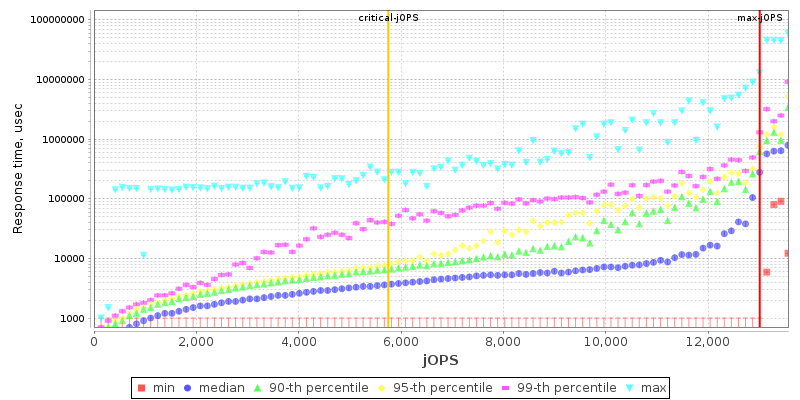 critical-jOPS
max-jOPS
100000000
10000000
1000000
100000
10000
1000
Response time, usec
0
2,000
4,000
6,000
8,000
10,000
12,000
jOPS
min median 90-th percentile 95-th percentile 99-th percentile max